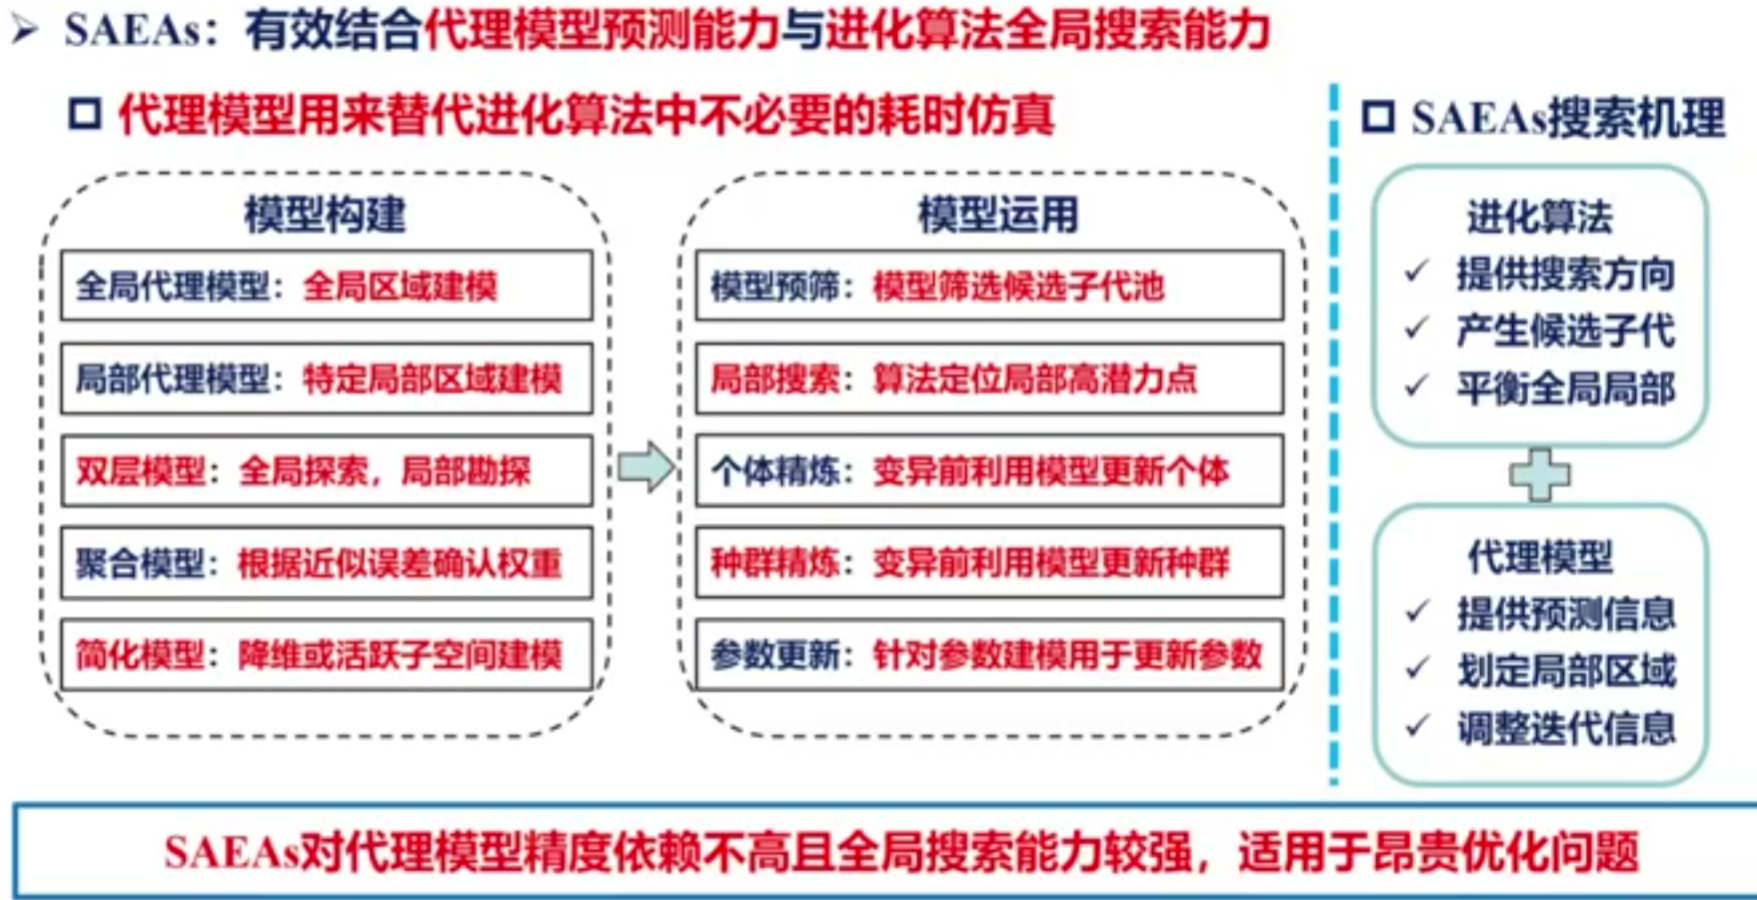 SAEAs：有效结合代理模型预测能力与进化算法全局搜索能力
代理模型用来替代进化算法中不必要的耗时仿真
模型构建
全局代理模型：全局区域建模
局部代理模型：特定局部区域建模
双层模型：全局探索，局部勘探
聚合模型：根据近似误差确认权重
简化模型：降维或活跃子空间建模
模型运用
模型预筛：模型筛选候选子代池
局部搜索：算法定位局部高潜力点
个体精炼：变异前利用模型更新个体
种群精炼：变异前利用模型更新种群
参数更新：针对参数建模用于更新参数
SAEAs搜索机理
进化算法
✓ 提供搜索方向
✓ 产生候选子代
✓ 平衡全局局部
代理模型
✓ 提供预测信息
✓ 划定局部区域
✓ 调整迭代信息
SAEAs对代理模型精度依赖不高且全局搜索能力较强，适用于昂贵优化问题